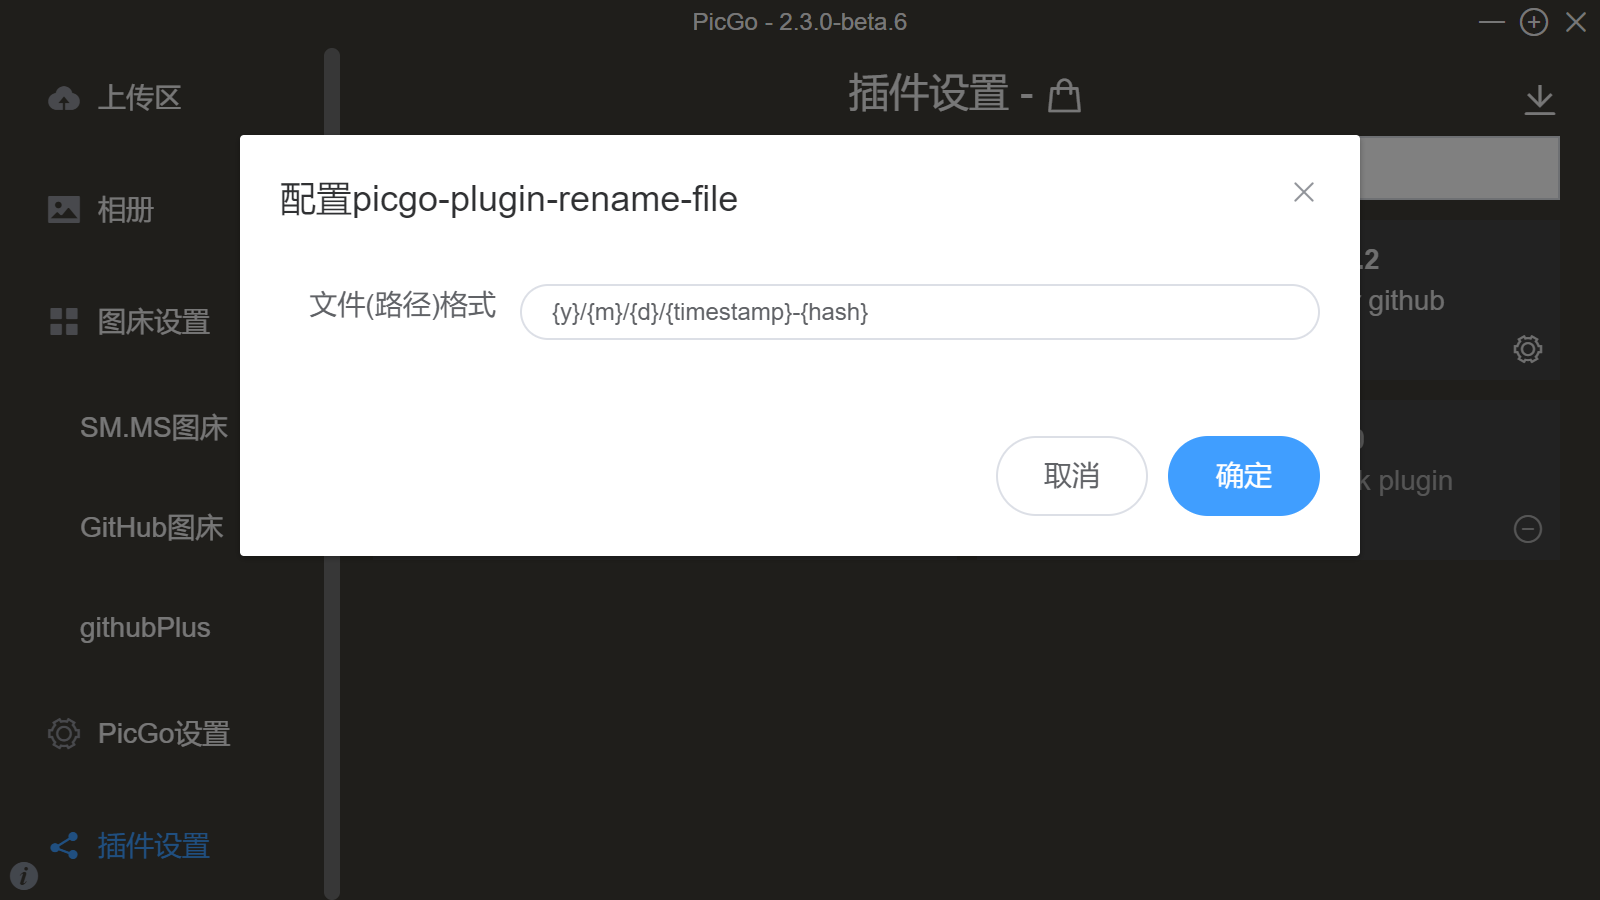 PicGo - 2.3.0-beta.6
上传区
相册
图床设置
SM.MS图床
GitHub图床
githubPlus
PicGo设置
插件设置
插件设置 -
配置picgo-plugin-rename-file
文件(路径)格式
{y}/{m}/{d}/{timestamp}-{hash}
取消
确定
.2
github
plugin